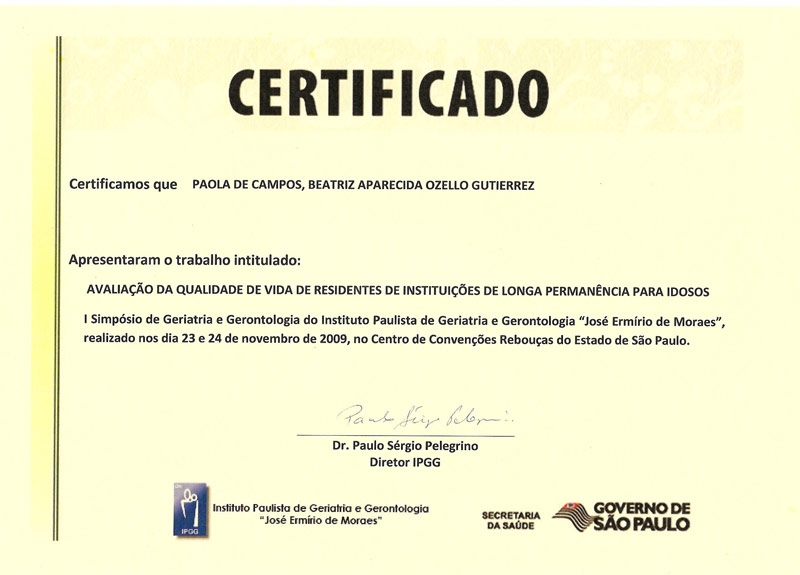 CERTIFICADO
Certificamos que PAOLA DE CAMPOS, BEATRIZ APARECIDA OZELLO GUTIERREZ
Apresentaram o trabalho intitulado:
AVALIAÇÃO DA QUALIDADE DE VIDA DE RESIDENTES DE INSTITUIÇÕES DE LONGA PERMANÊNCIA PARA IDOSOS
I Simpósio de Geriatria e Gerontologia do Instituto Paulista de Geriatria e Gerontologia “José Ermírio de Moraes”,
realizado nos dia 23 e 24 de novembro de 2009, no Centro de Convenções Rebouças do Estado de São Paulo.
Paulo Sérgio Pelegrino
Dr. Paulo Sérgio Pelegrino
Diretor IPGG
IPGG
Instituto Paulista de Geriatria e Gerontologia
“José Ermírio de Moraes”
SECRETARIA
DA SAÚDE
GOVERNO DE
SÃO PAULO